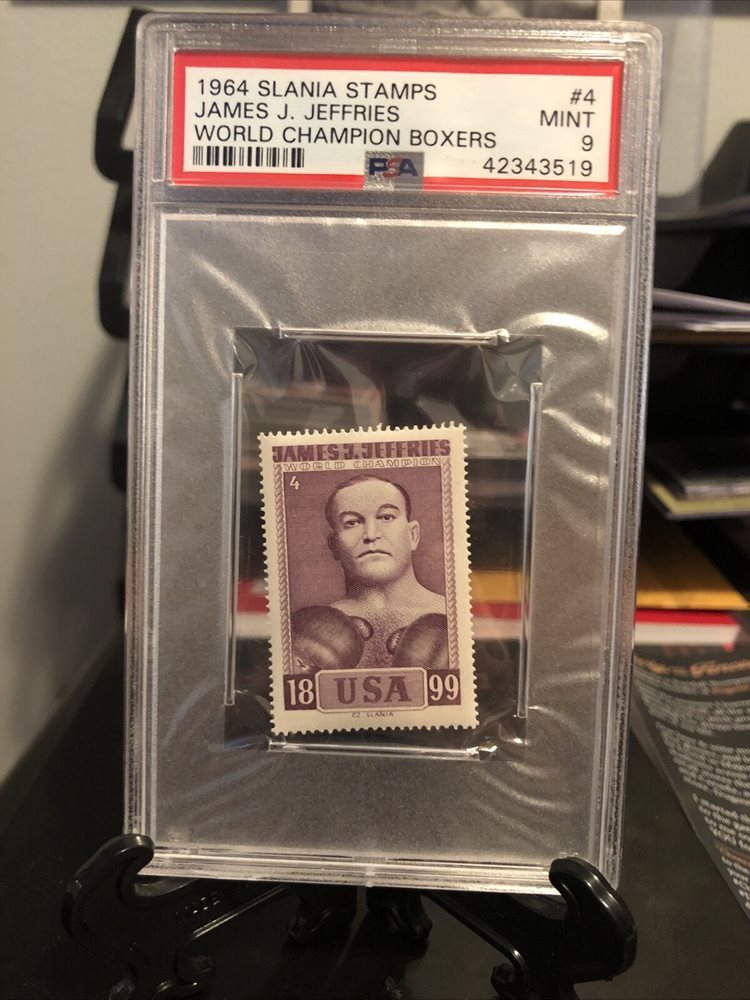 1964 SLANIA STAMPS #4
JAMES J. JEFFRIES MINT
WORLD CHAMPION BOXERS 9
PSA 42343519
JAMES J. JEFFRIES
WORLD CHAMPION
4
18 USA 99
CZ. SLANIA